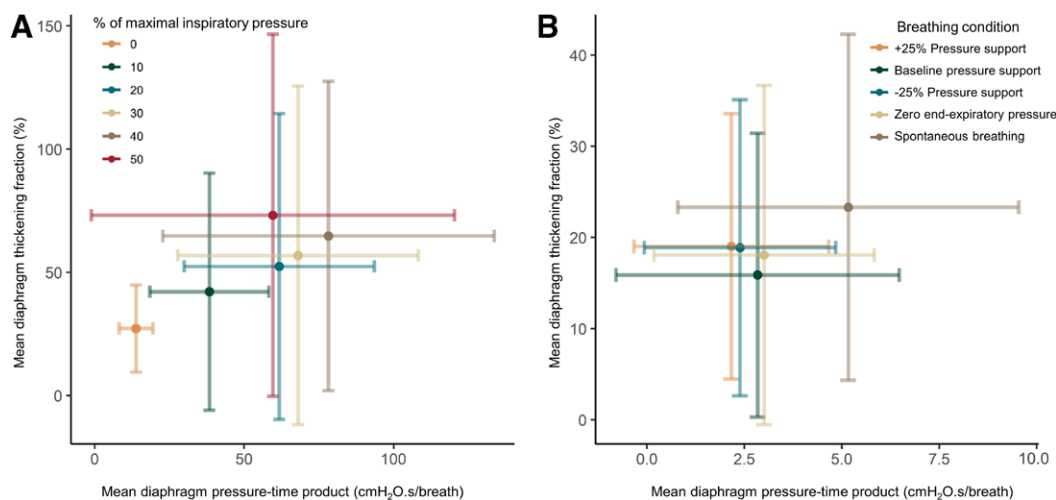 A
% of maximal inspiratory pressure
0
10
20
30
40
50
150
100
50
0
Mean diaphragm thickening fraction (%)
0
50
100
Mean diaphragm pressure-time product (cmH₂O.s/breath)
B
Breathing condition
+25% Pressure support
Baseline pressure support
-25% Pressure support
Zero end-expiratory pressure
Spontaneous breathing
40
30
20
10
0
Mean diaphragm thickening fraction (%)
0.0
2.5
5.0
7.5
10.0
Mean diaphragm pressure-time product (cmH₂O.s/breath)